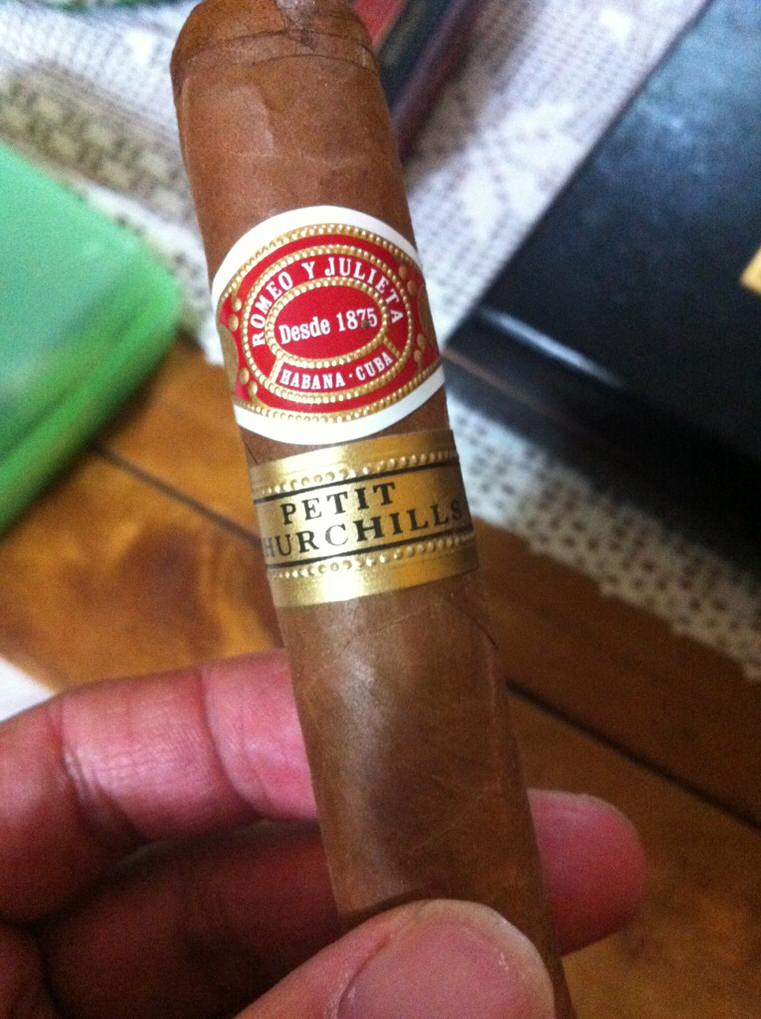 ROMEO Y JULIETA
Desde 1875
HABANA · CUBA
PETIT
HURCHILLS